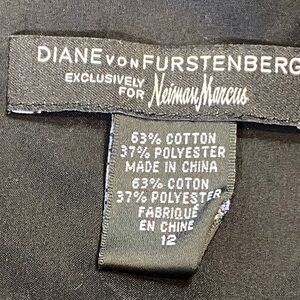 DIANE VON FURSTENBERG
EXCLUSIVELY
FOR Neiman Marcus
63% COTTON
37% POLYESTER
MADE IN CHINA
63% COTON
37% POLYESTER
FABRIQUÉ
EN CHINE
12